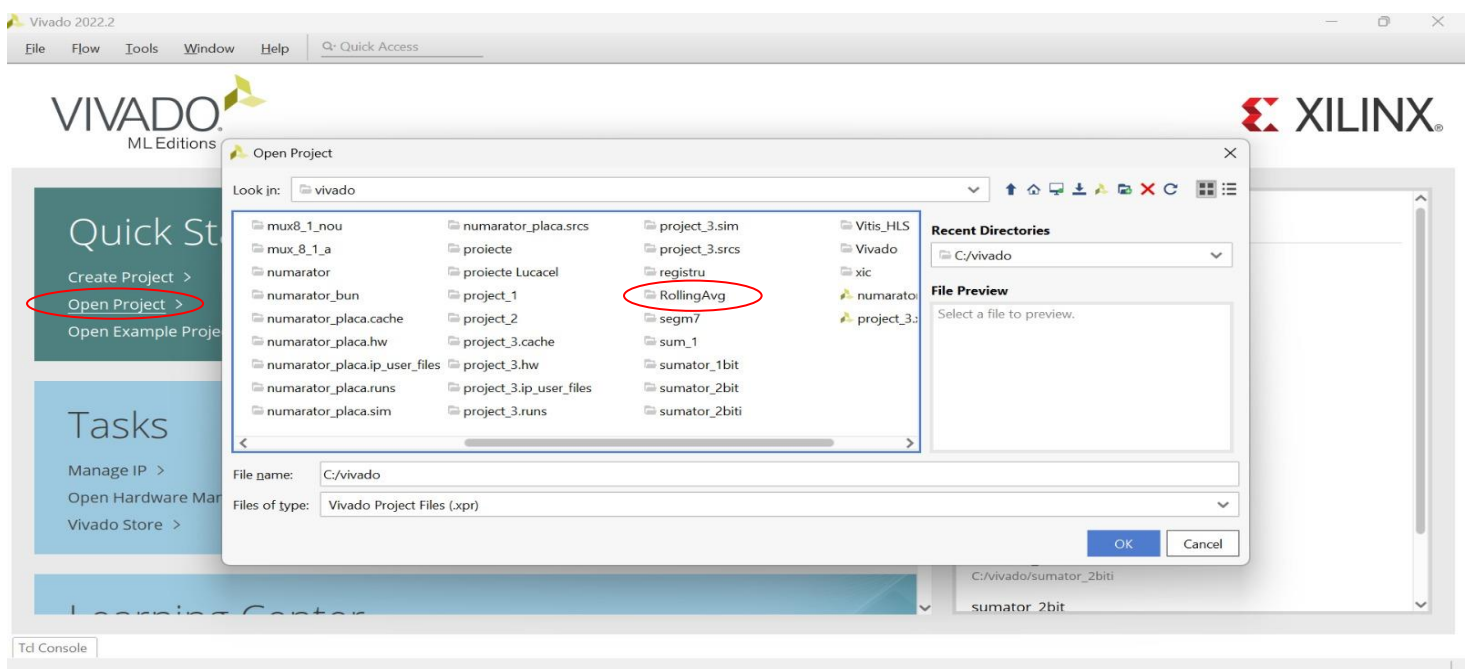 Vivado 2022.2
File Flow Tools Window Help Quick Access
VIVADO.
ML Editions
XILINX®
Open Project
Look in: vivado
Quick St
Create Project >
Open Project >
Open Example Proje
mux8_1_nou
mux_8_1_a
numarator
numarator_bun
numarator_placa.cache
numarator_placa.hw
numarator_placa.ip_user_files
numarator_placa.runs
numarator_placa.sim
numarator_placa.srcs
proiecte
proiecte Lucacel
project_1
project_2
project_3.cache
project_3.hw
project_3.ip_user_files
project_3.runs
project_3.sim
project_3.srcs
registru
RollingAvg
segm7
sum_1
sumator_1bit
sumator_2bit
sumator_2biti
Vitis_HLS
Vivado
xic
numarato
project_3.
Recent Directories
C:/vivado
File Preview
Select a file to preview.
Tasks
Manage IP >
Open Hardware Mar
Vivado Store >
File name: C:/vivado
Files of type: Vivado Project Files (.xpr)
OK Cancel
C:/vivado/sumator_2biti
sumator_2bit
Learning Center
Tcl Console